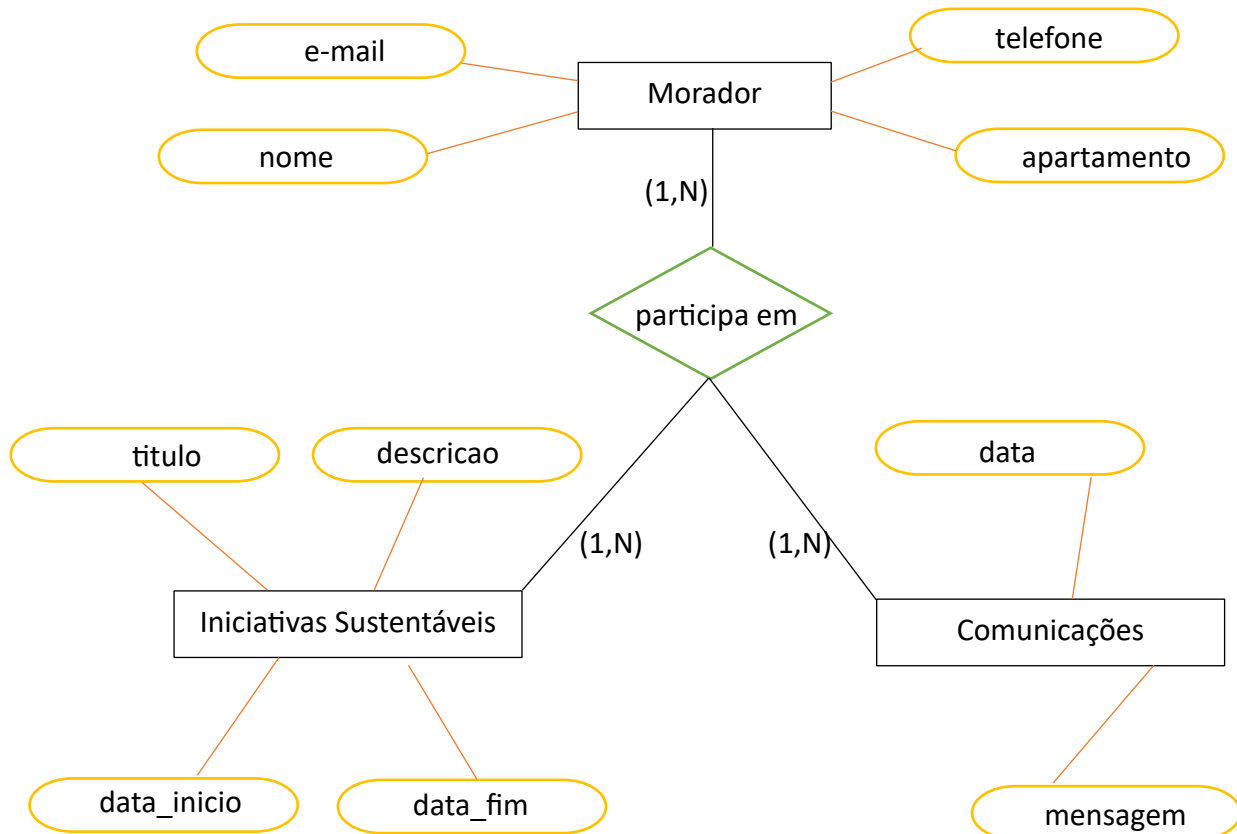 e-mail
telefone
Morador
nome
apartamento
(1,N)
participa em
titulo
descricao
data
(1,N)
(1,N)
Iniciativas Sustentáveis
Comunicações
data_inicio
data_fim
mensagem